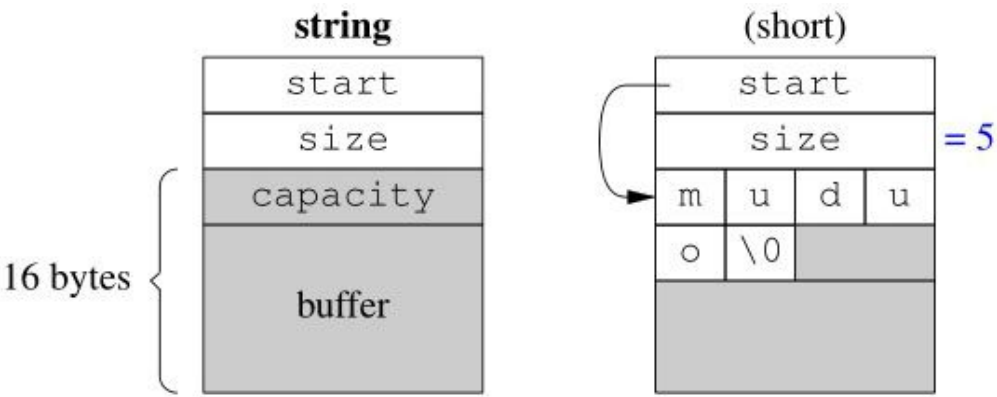 string
start
size
capacity
16 bytes
buffer
(short)
start
size = 5
m u d u
o \0